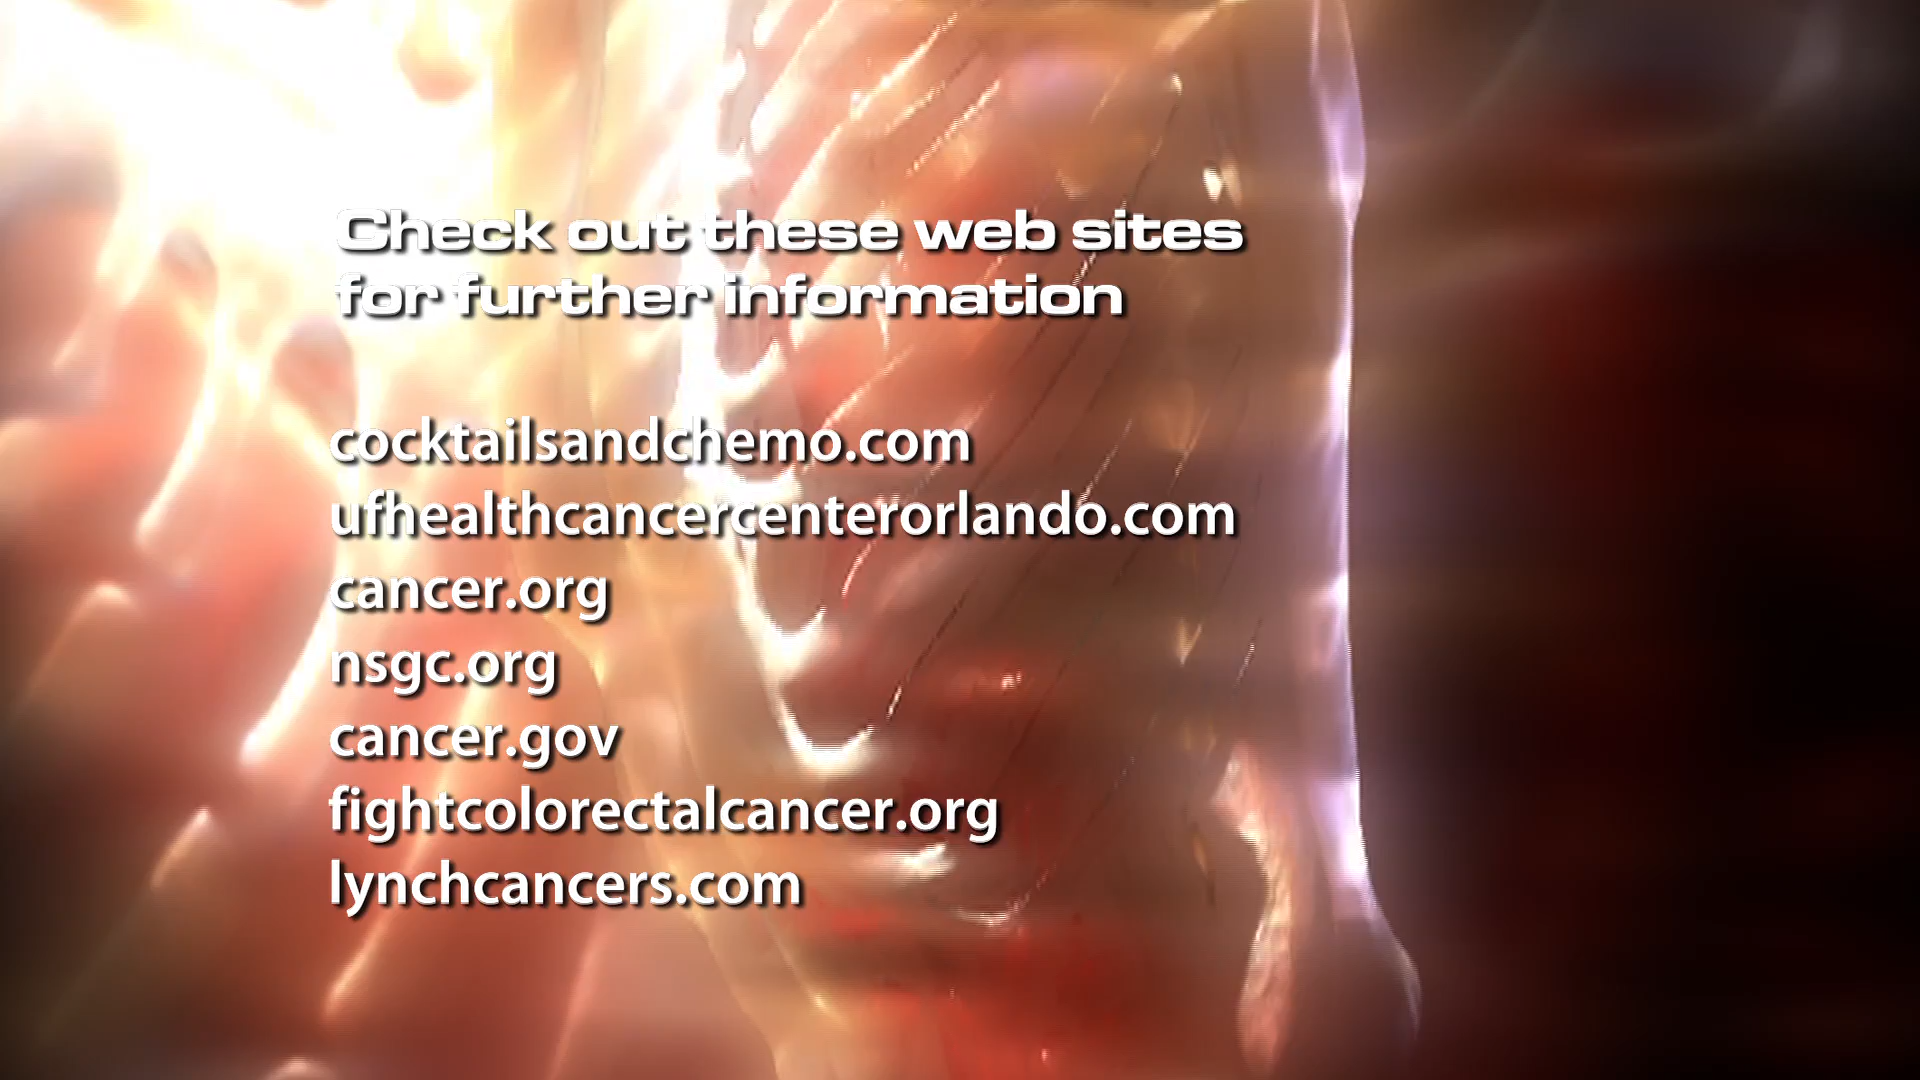 Check out these web sites
for further information
cocktailsandchemo.com
ufhealthcancercenterorlando.com
cancer.org
nsgc.org
cancer.gov
fightcolorectalcancer.org
lynchcancers.com